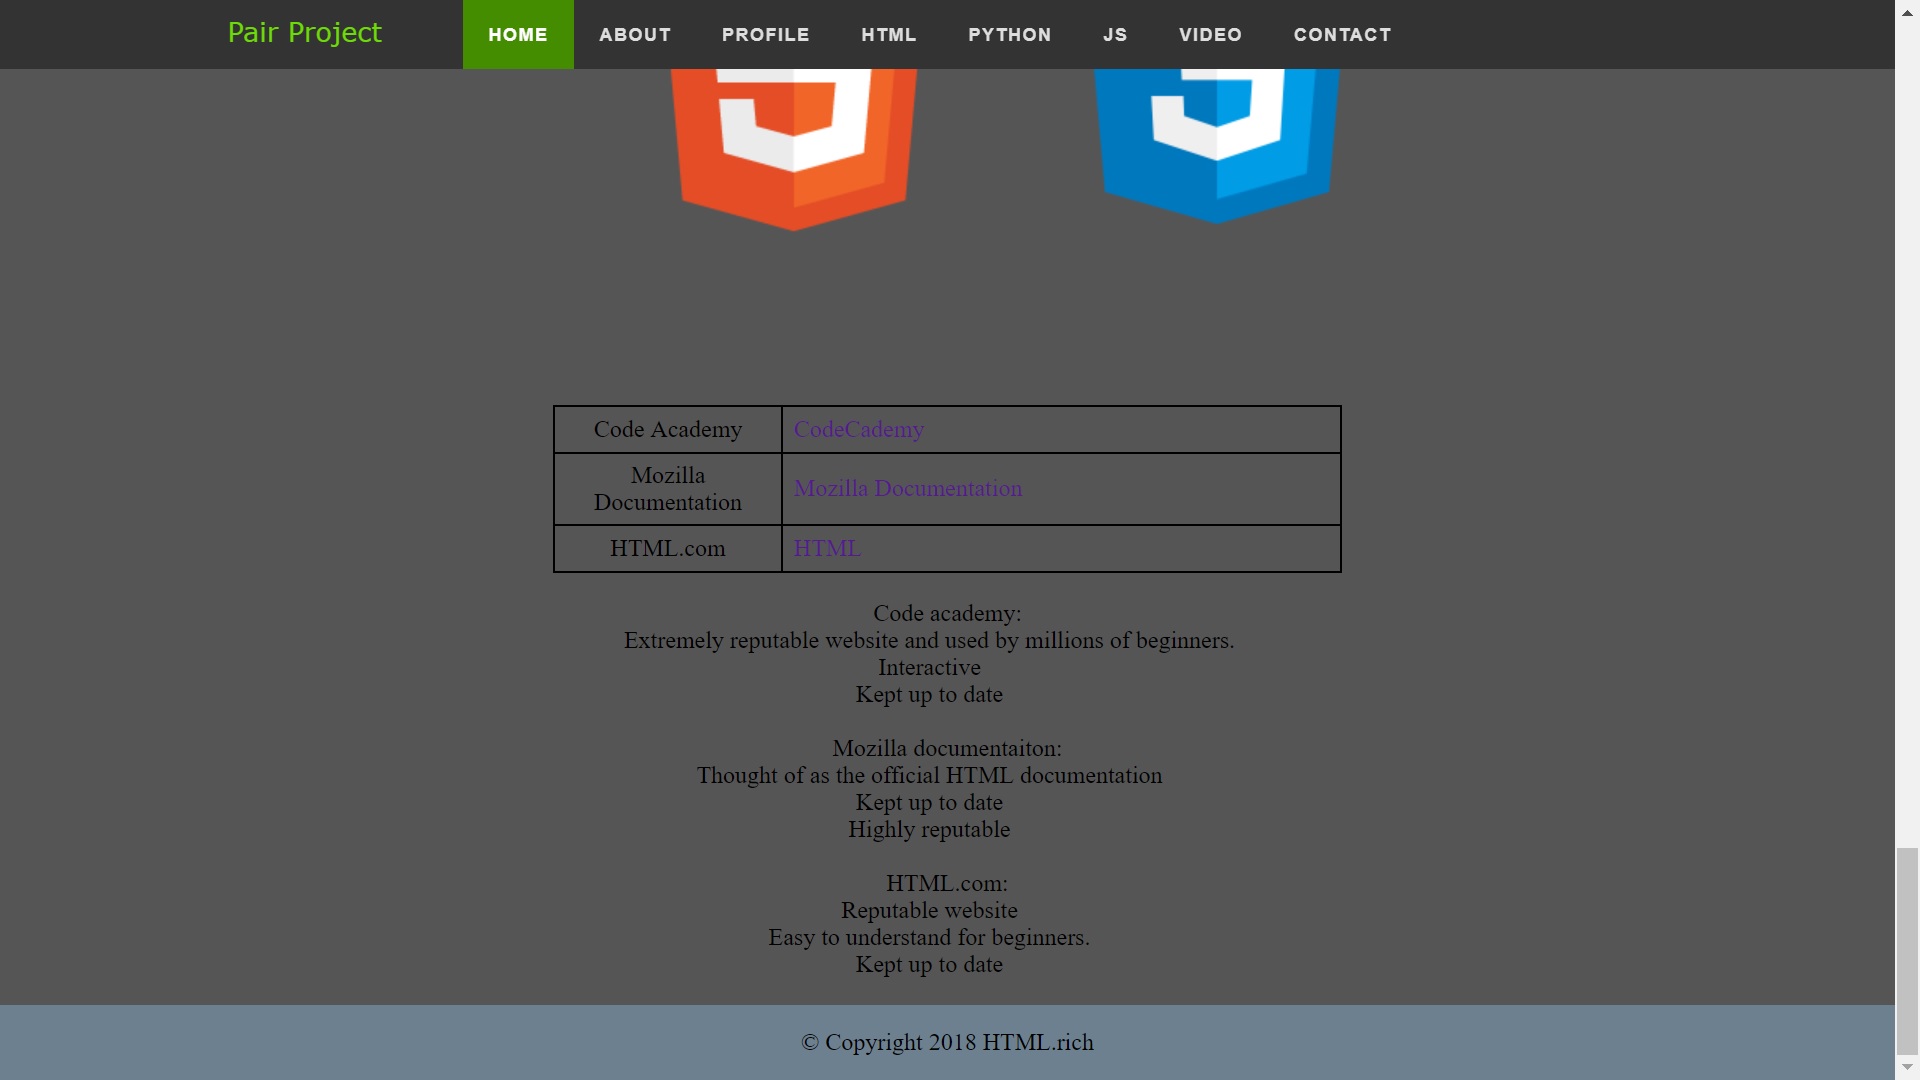 Pair Project
HOME ABOUT PROFILE HTML PYTHON JS VIDEO CONTACT
Code Academy CodeCademy
Mozilla
Documentation
Mozilla Documentation
HTML.com HTML
Code academy:
Extremely reputable website and used by millions of beginners.
Interactive
Kept up to date
Mozilla documentaiton:
Thought of as the official HTML documentation
Kept up to date
Highly reputable
HTML.com:
Reputable website
Easy to understand for beginners.
Kept up to date
© Copyright 2018 HTML.rich